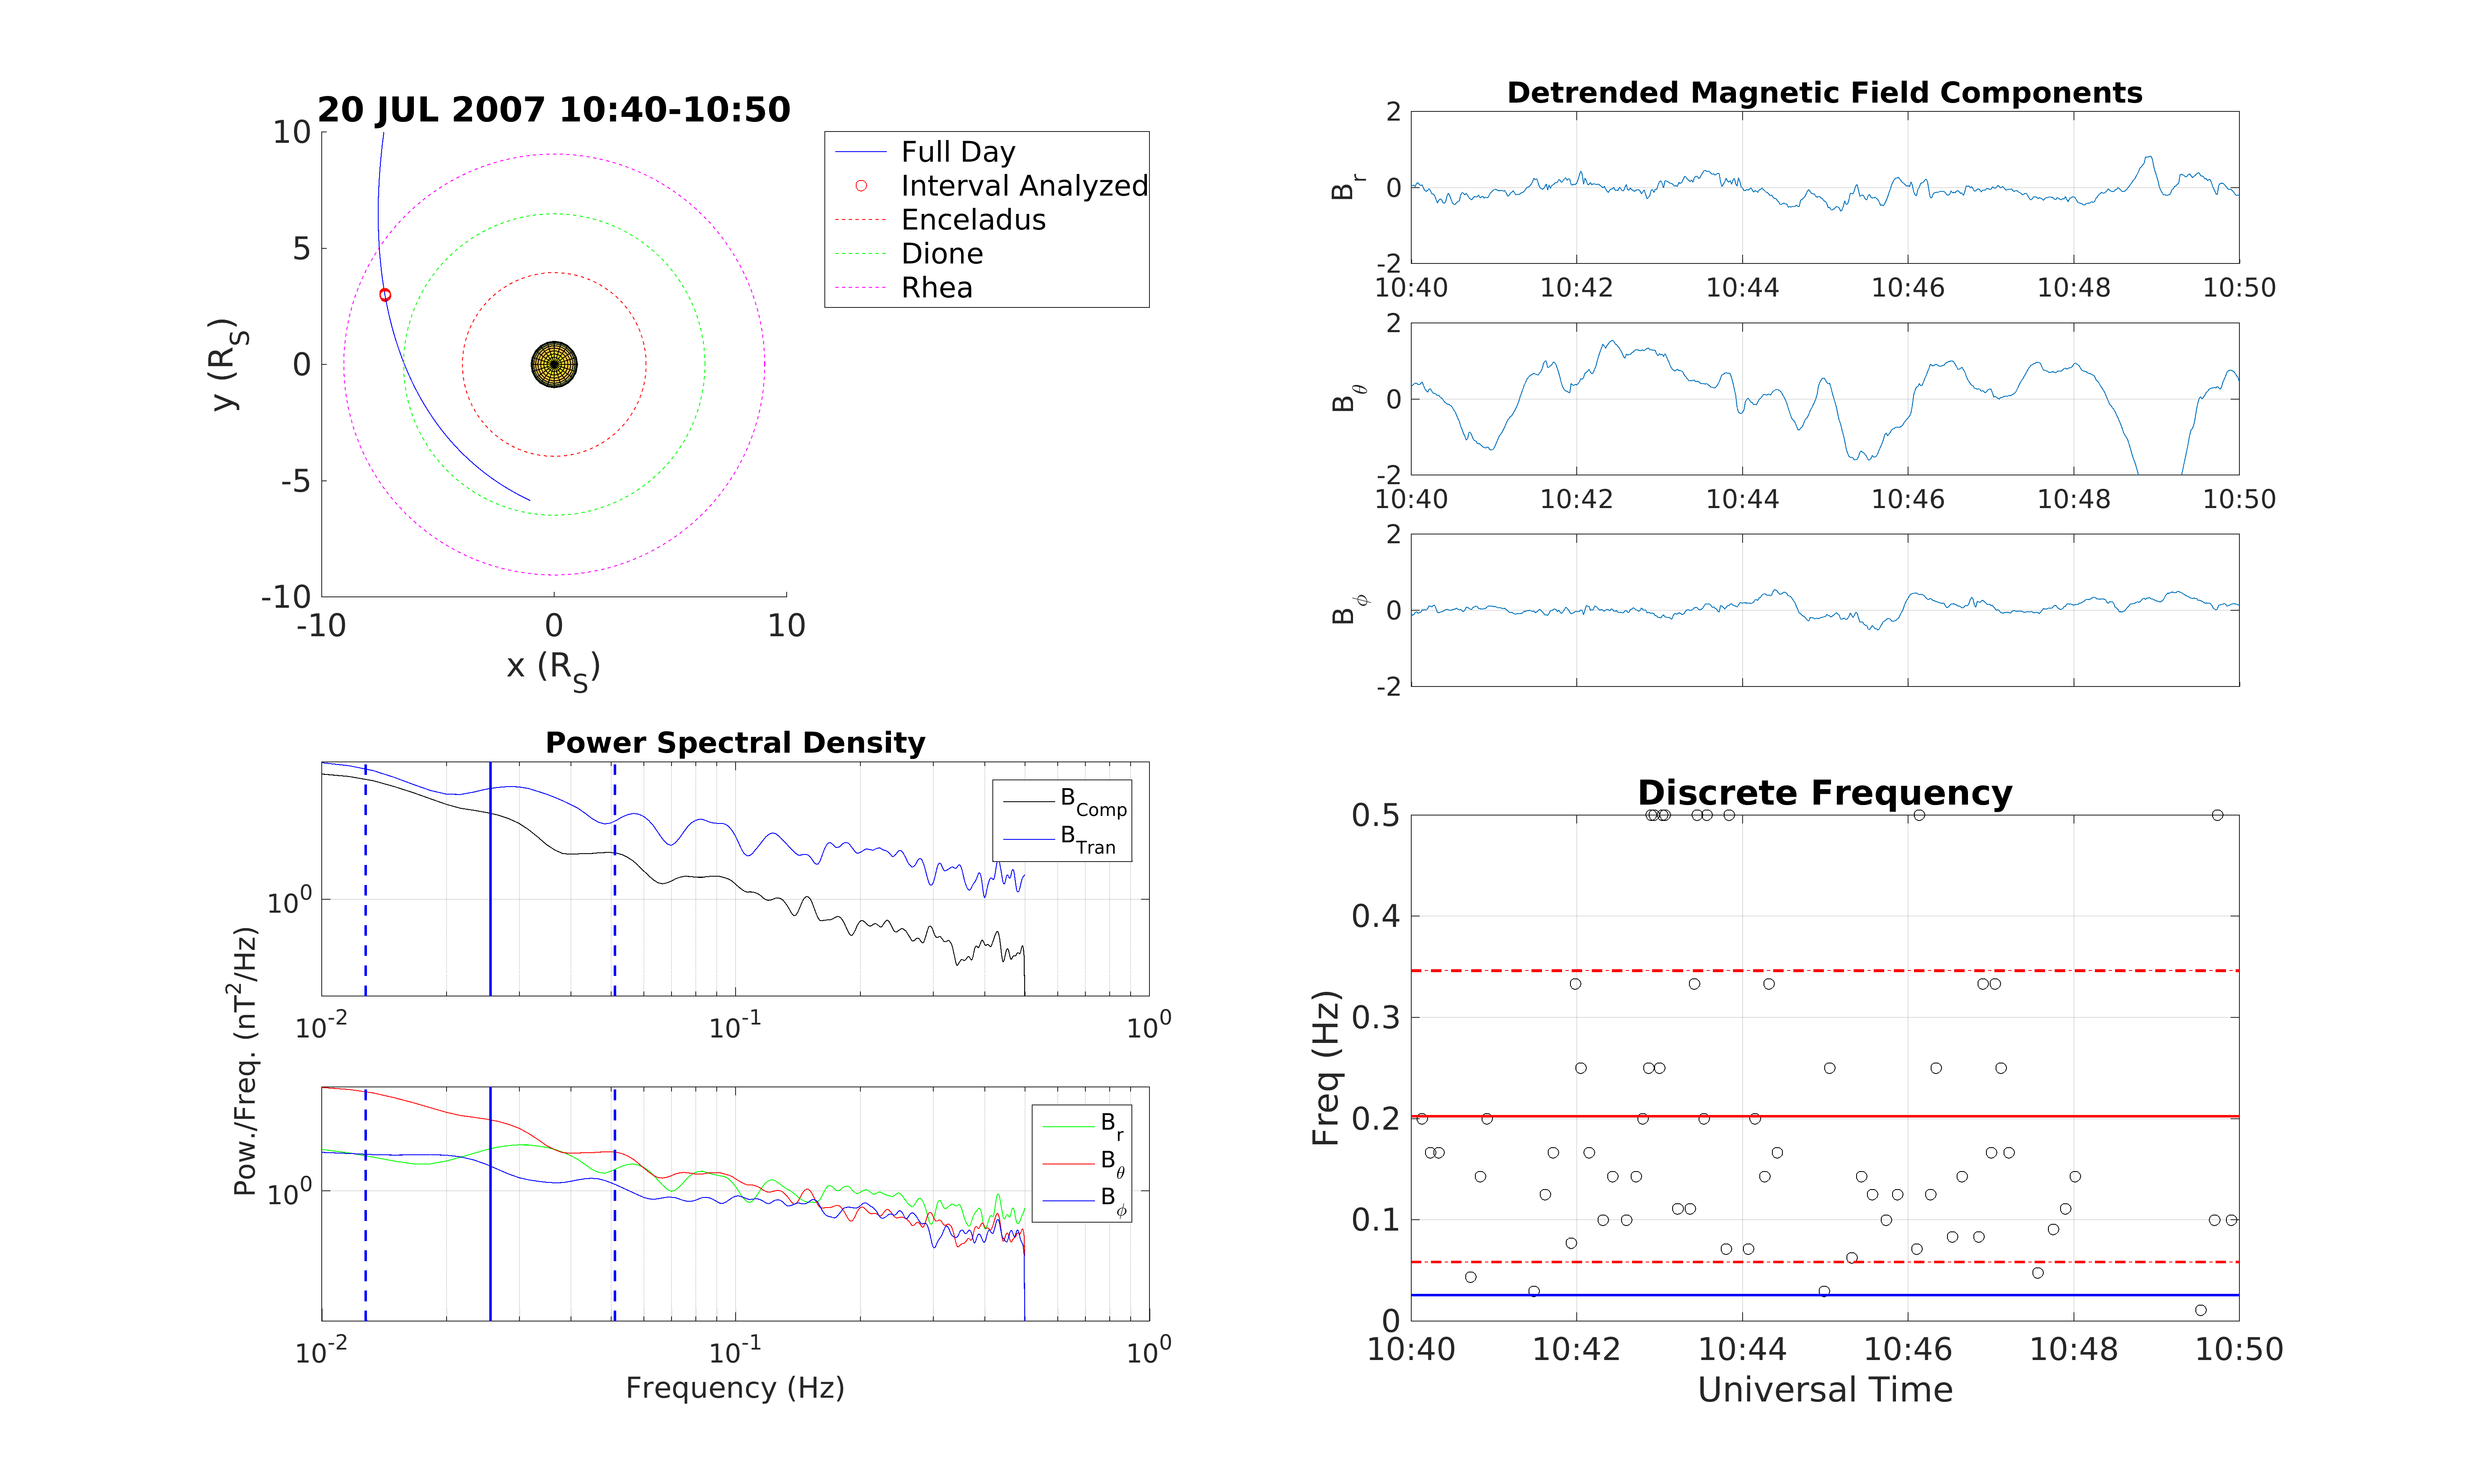 20 JUL 2007 10:40-10:50
10
5
0
-5
-10
-10 0 10
y (R_S)
x (R_S)
Full Day
Interval Analyzed
Enceladus
Dione
Rhea
Detrended Magnetic Field Components
2
0
-2
B_r
10:40 10:42 10:44 10:46 10:48 10:50
2
0
-2
B_θ
10:40 10:42 10:44 10:46 10:48 10:50
2
0
-2
B_ϕ
Power Spectral Density
10^0
B_Comp
B_Tran
10^-2 10^-1 10^0
Pow./Freq. (nT^2/Hz)
10^0
B_r
B_θ
B_ϕ
10^-2 10^-1 10^0
Frequency (Hz)
Discrete Frequency
0.5
0.4
0.3
0.2
0.1
0
Freq (Hz)
10:40 10:42 10:44 10:46 10:48 10:50
Universal Time